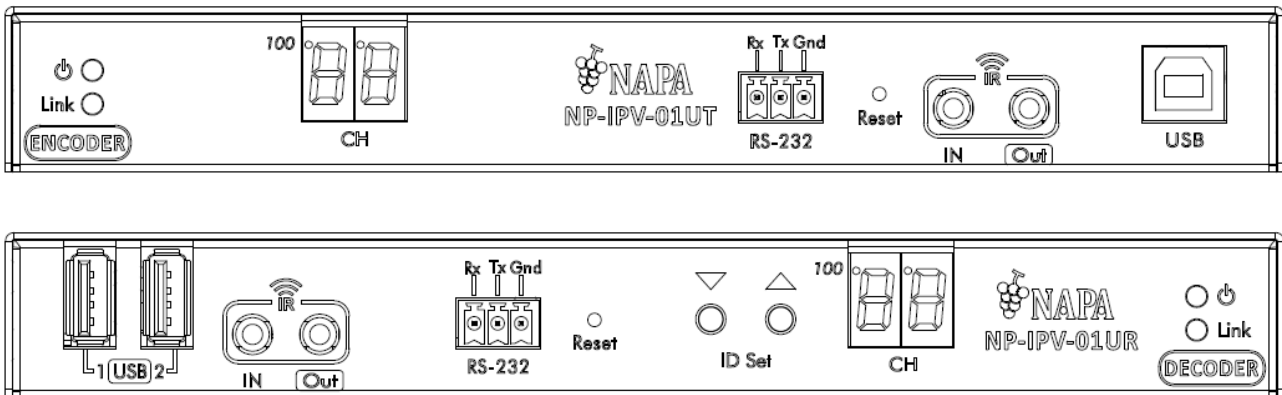 100
Link
ENCODER
CH
NAPA
NP-IPV-01UT
Rx Tx Gnd
RS-232
Reset
IR
IN Out
USB
1 USB 2
IR
IN Out
Rx Tx Gnd
RS-232
Reset
ID Set
100
CH
NAPA
NP-IPV-01UR
Link
DECODER